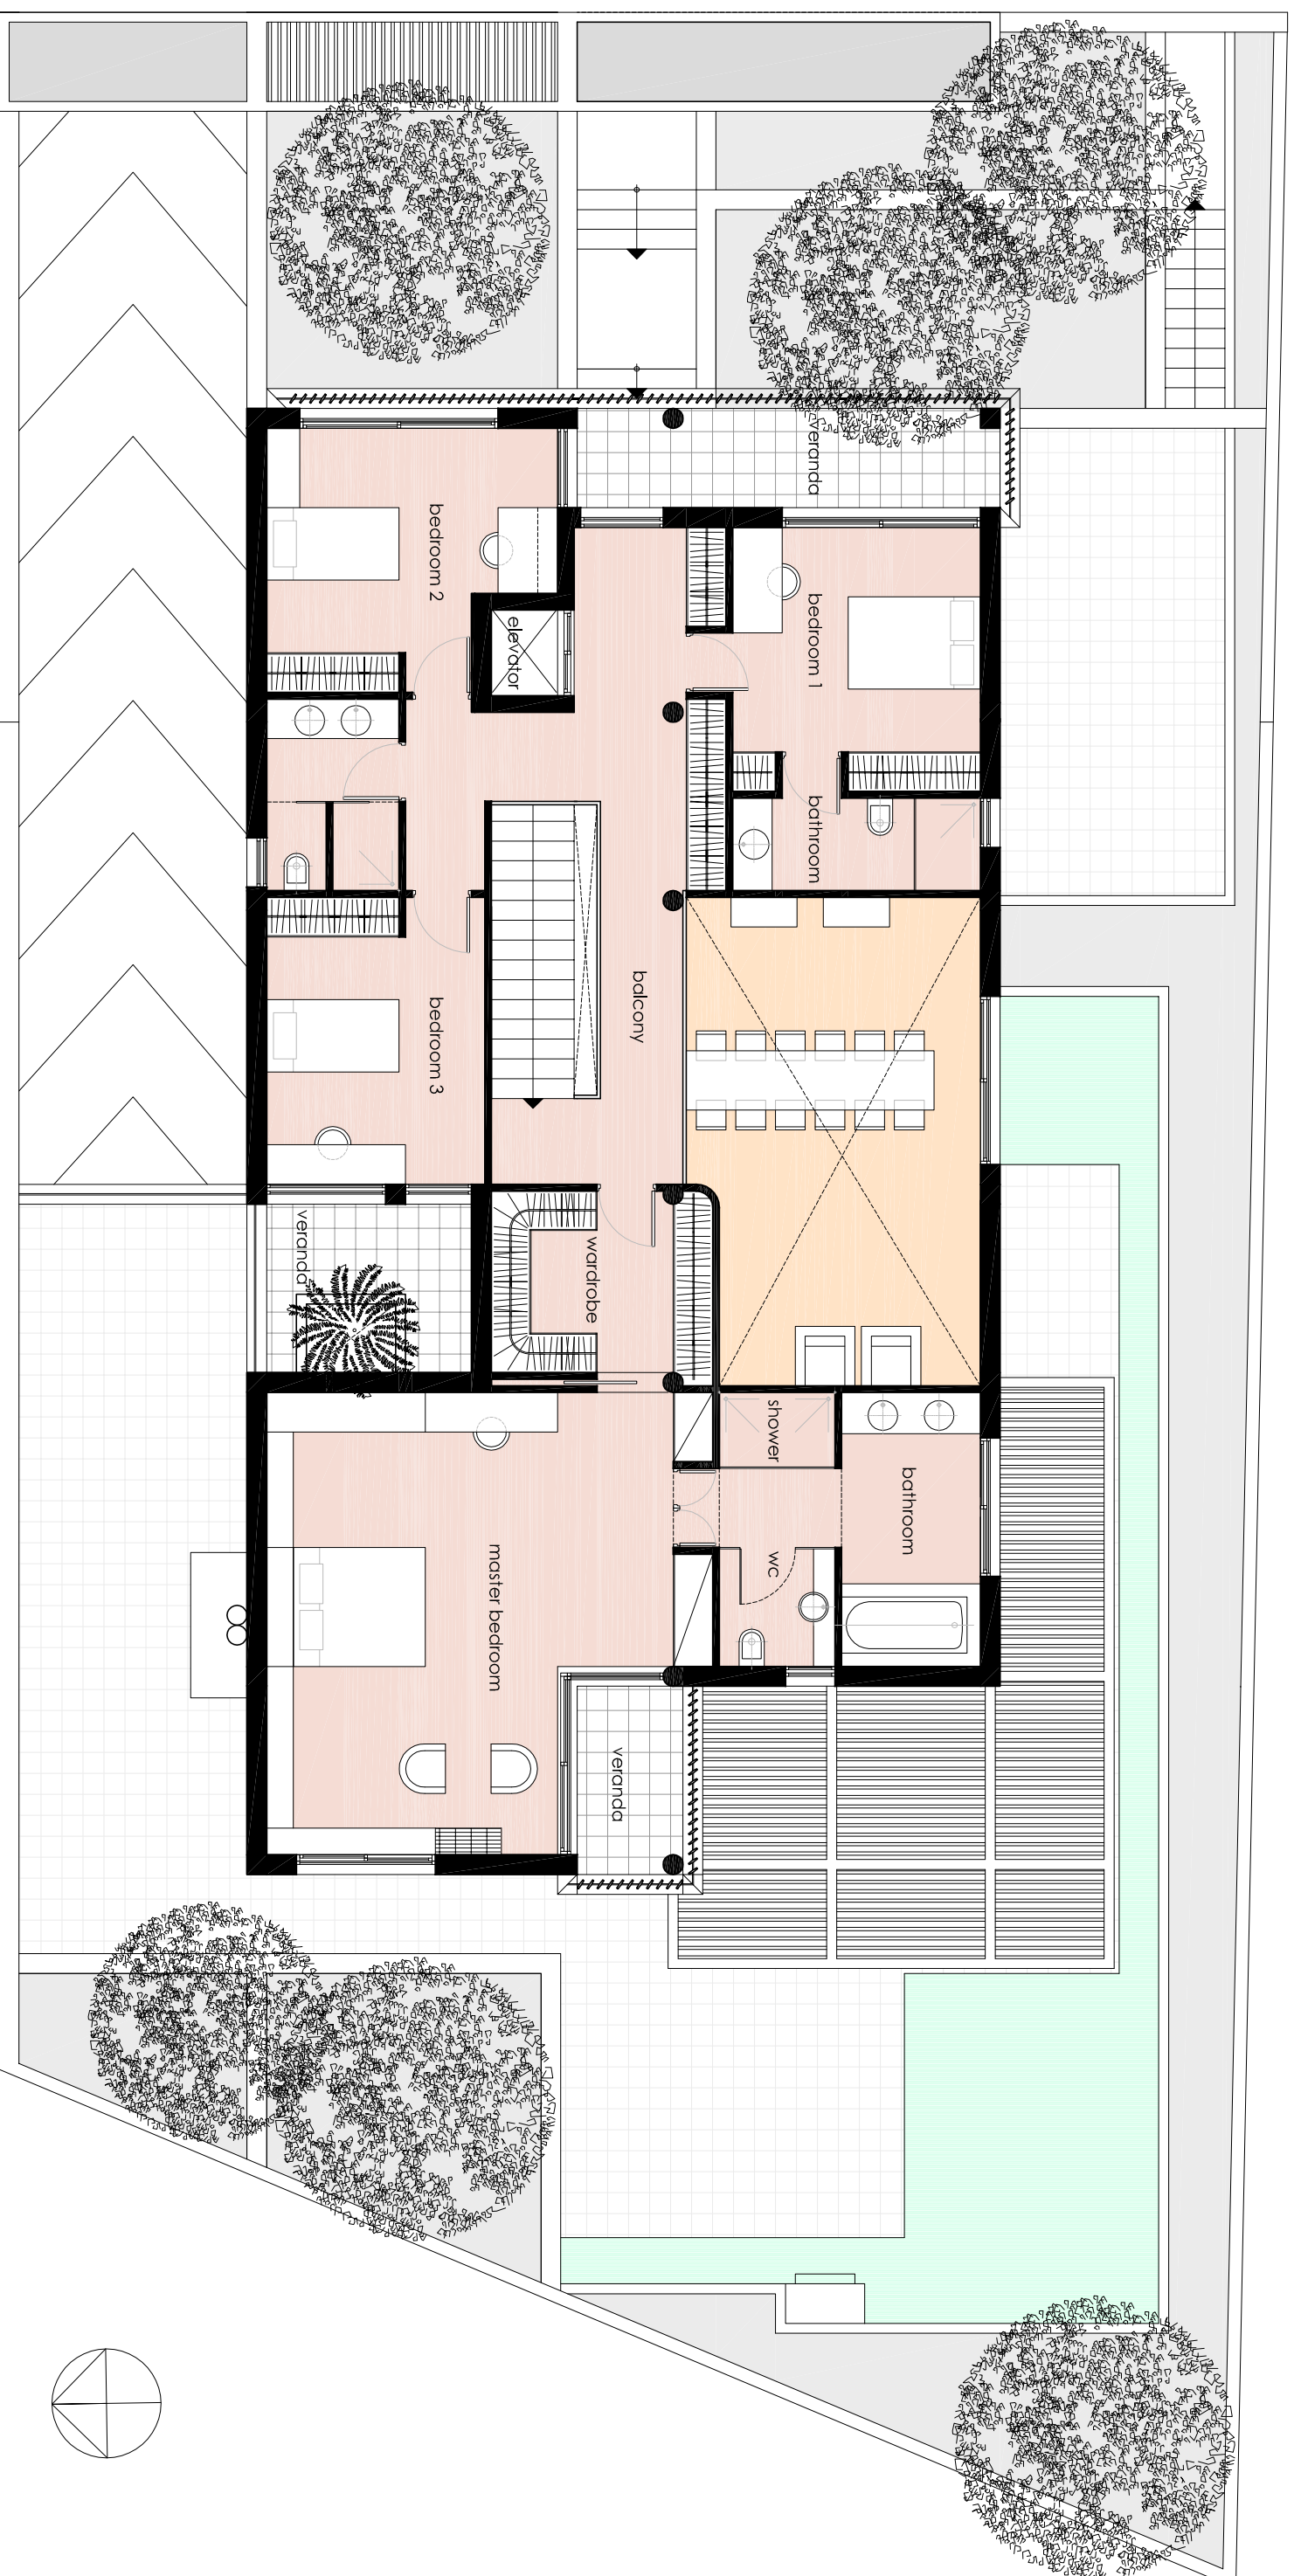 veranda
bedroom 2
bedroom 1
elevator
bathroom
balcony
bedroom 3
veranda
wardrobe
shower
bathroom
wc
master bedroom
veranda